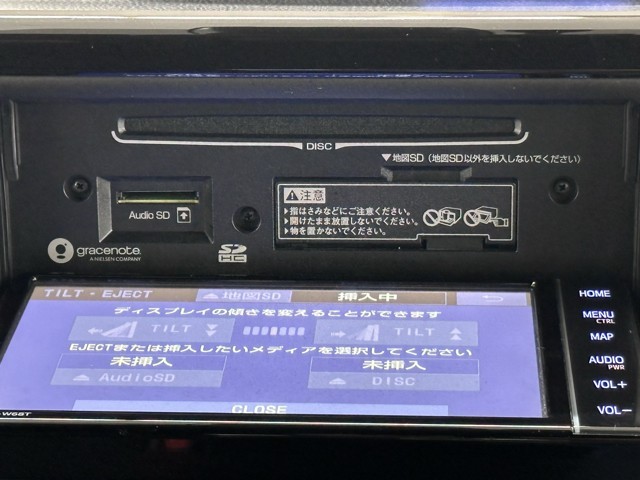 DISC
▼地図SD（地図SD以外を挿入しないでください）
Audio SD
⚠注意
▶指はさみなどにご注意ください。
▶開けたまま放置しないでください。
▶物を置かないでください。
gracenote.
A NIELSEN COMPANY
SD HC
TILT・EJECT
地図SD
挿入中
ディスプレイの傾きを変えることができます
TILT
TILT
EJECTまたは挿入したいメディアを選択してください
未挿入
未挿入
AudioSD
DISC
CLOSE
HOME
MENU
CTRL
MAP
AUDIO
PWR
VOL+
VOL−
-W68T